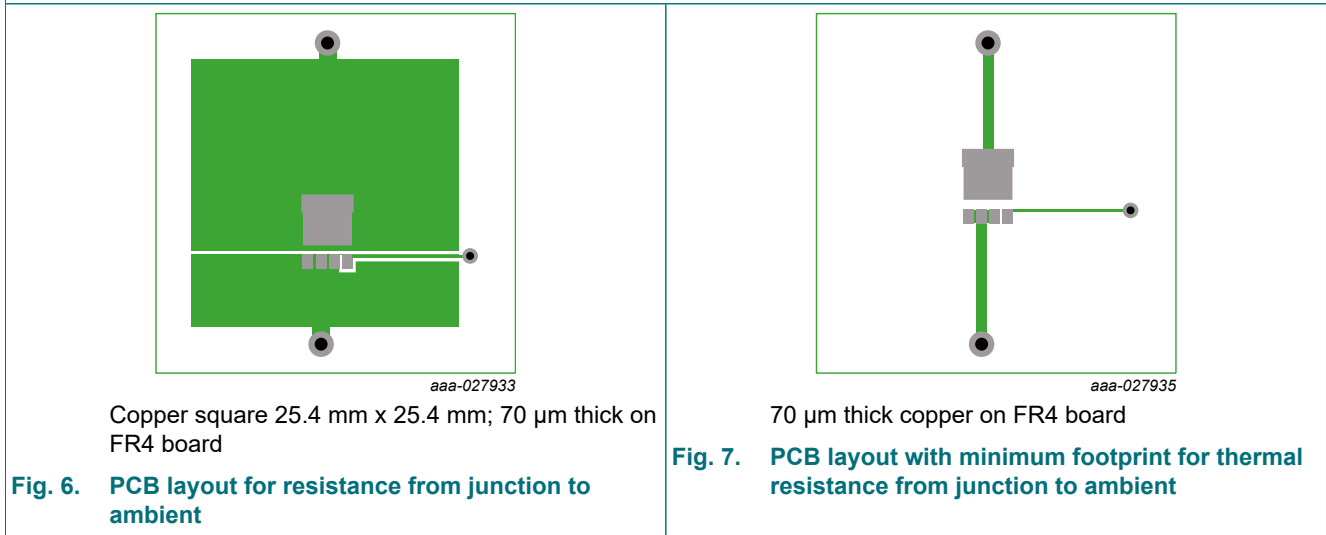 aaa-027933
Copper square 25.4 mm x 25.4 mm; 70 µm thick on
FR4 board
Fig. 6. PCB layout for resistance from junction to
ambient
aaa-027935
70 µm thick copper on FR4 board
Fig. 7. PCB layout with minimum footprint for thermal
resistance from junction to ambient